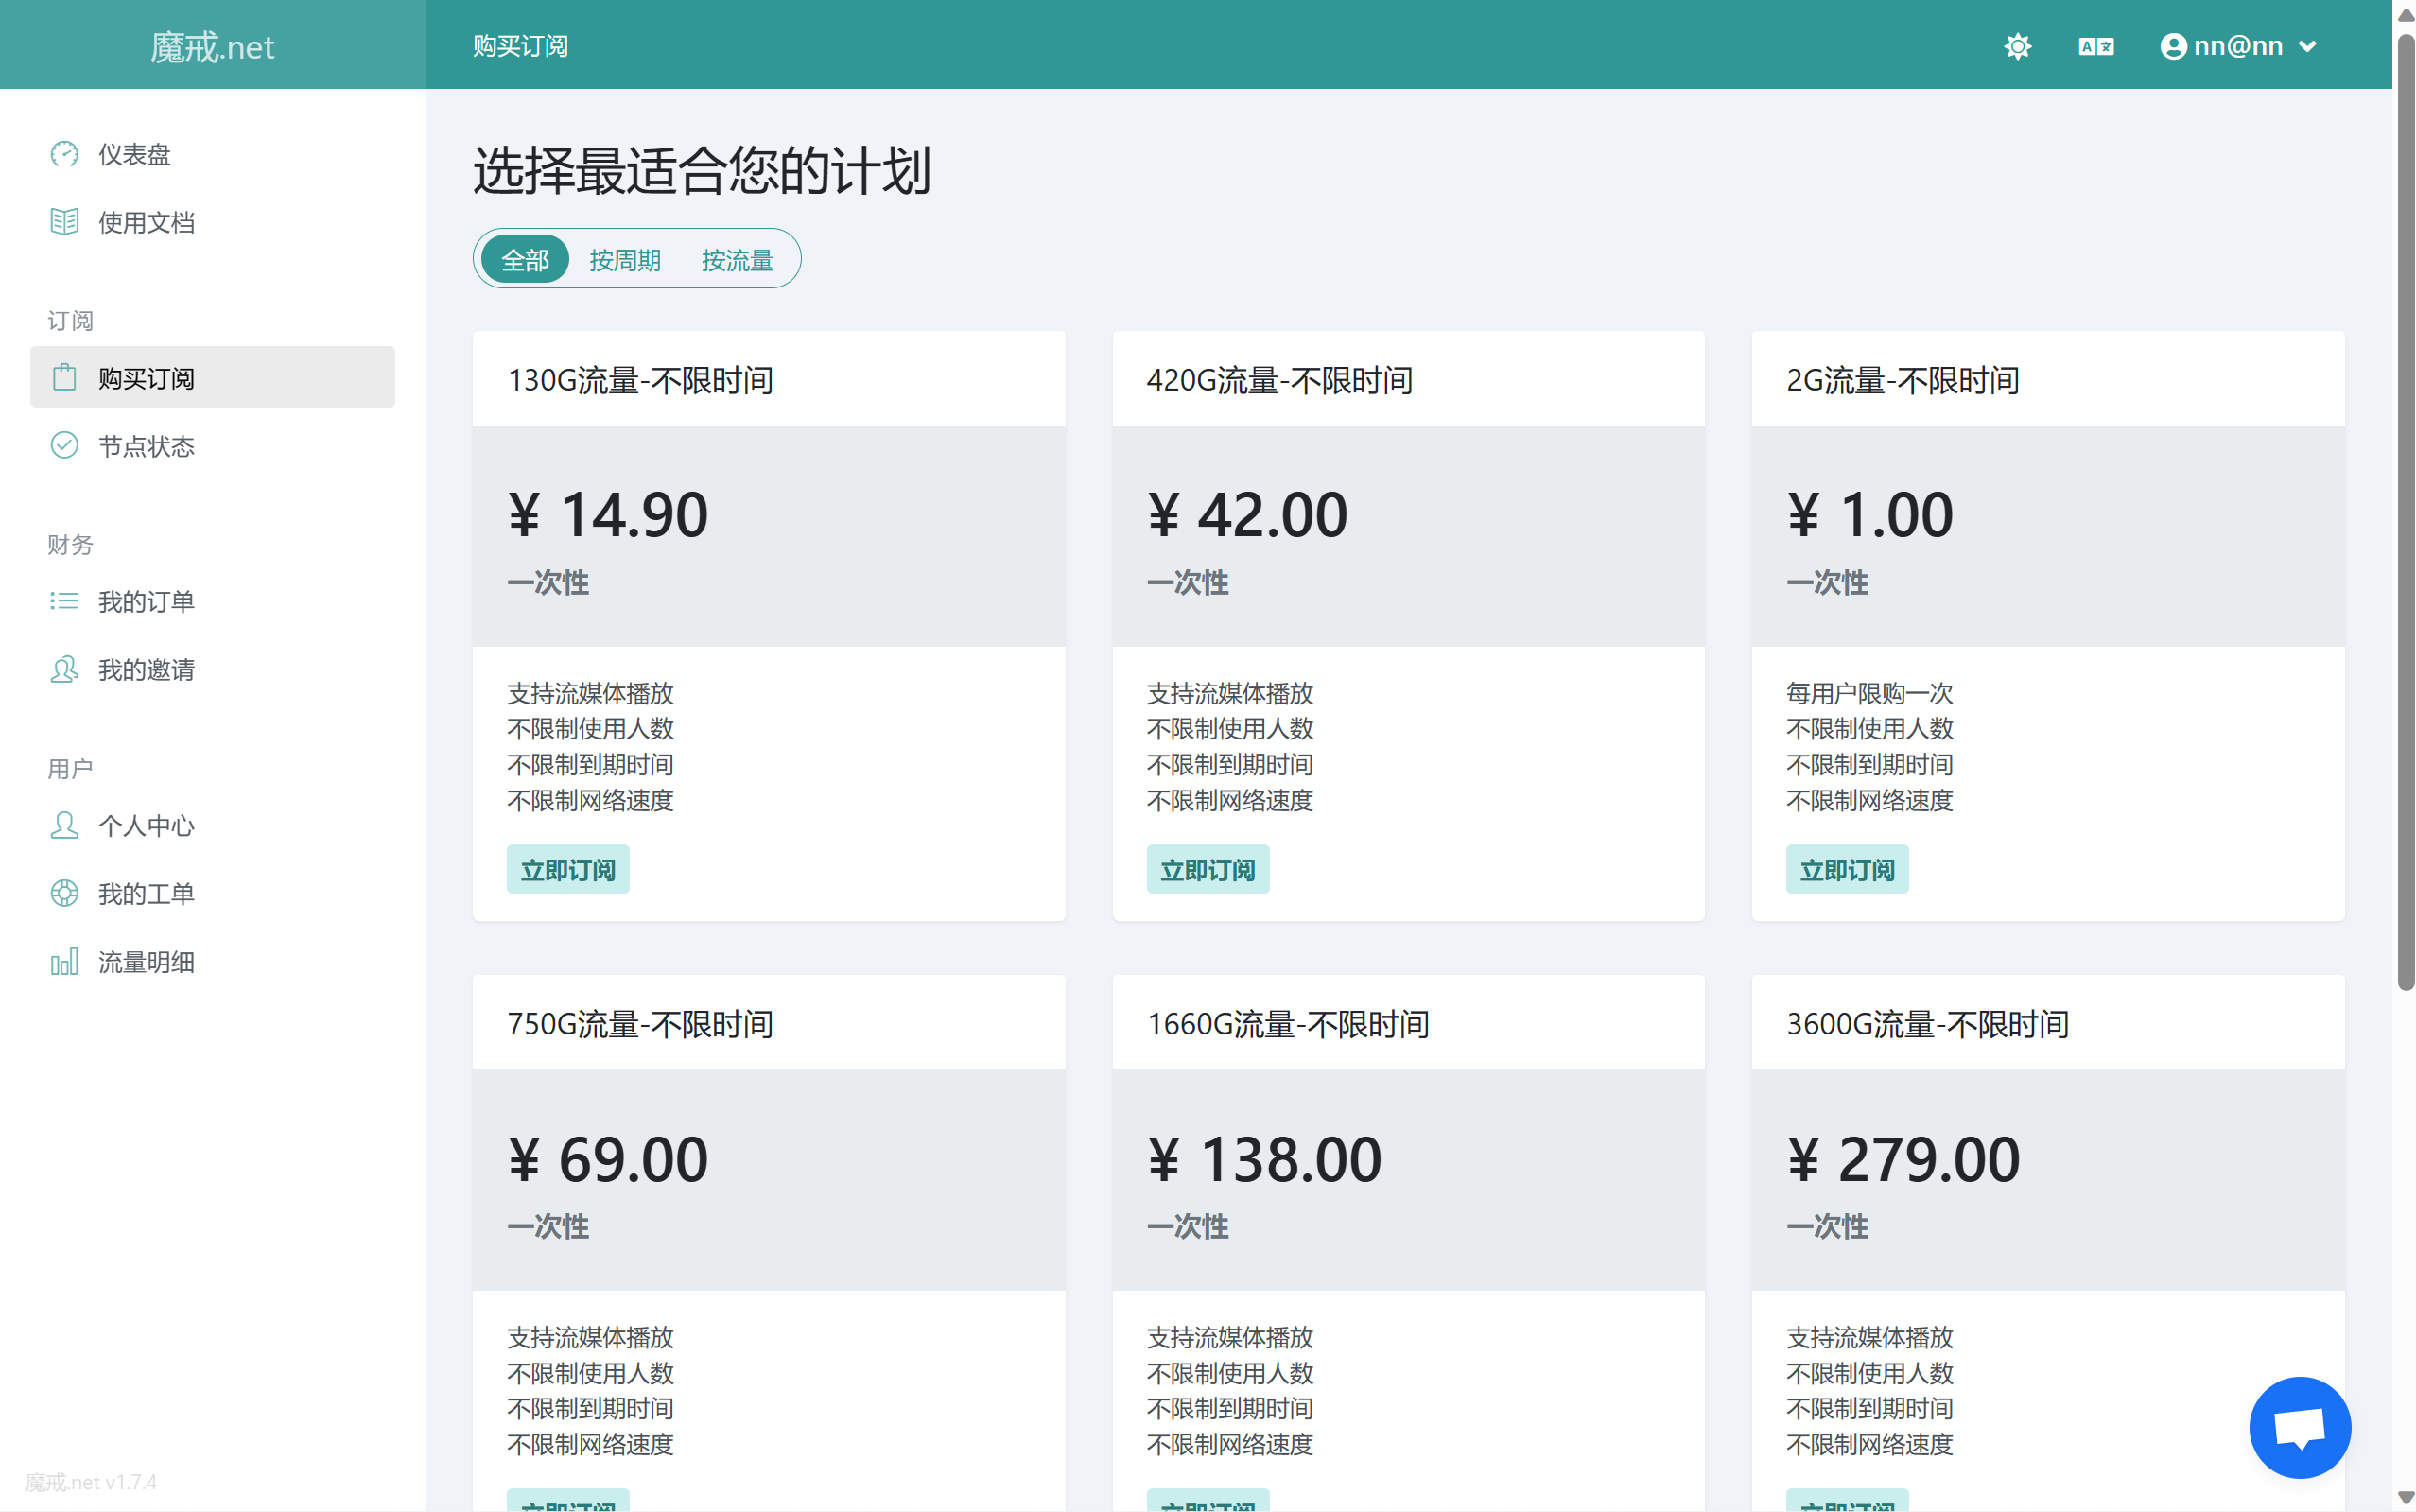 魔戒.net
购买订阅
nn@nn
仪表盘
使用文档
订阅
购买订阅
节点状态
财务
我的订单
我的邀请
用户
个人中心
我的工单
流量明细
魔戒.net v1.7.4
选择最适合您的计划
全部 按周期 按流量
130G流量-不限时间
¥ 14.90
一次性
支持流媒体播放
不限制使用人数
不限制到期时间
不限制网络速度
立即订阅
420G流量-不限时间
¥ 42.00
一次性
支持流媒体播放
不限制使用人数
不限制到期时间
不限制网络速度
立即订阅
2G流量-不限时间
¥ 1.00
一次性
每用户限购一次
不限制使用人数
不限制到期时间
不限制网络速度
立即订阅
750G流量-不限时间
¥ 69.00
一次性
支持流媒体播放
不限制使用人数
不限制到期时间
不限制网络速度
立即订阅
1660G流量-不限时间
¥ 138.00
一次性
支持流媒体播放
不限制使用人数
不限制到期时间
不限制网络速度
立即订阅
3600G流量-不限时间
¥ 279.00
一次性
支持流媒体播放
不限制使用人数
不限制到期时间
不限制网络速度
立即订阅